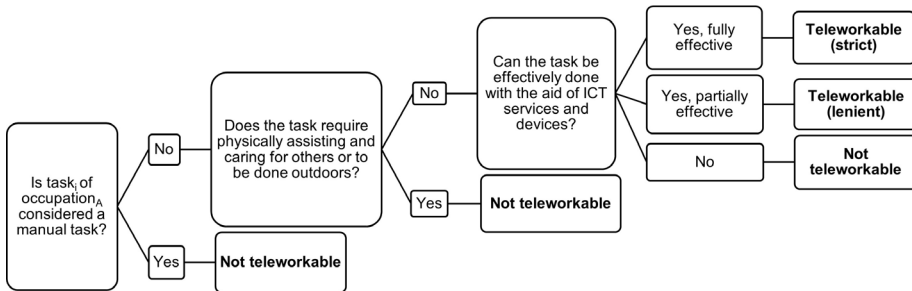 Is task_i of
occupation_A
considered a
manual task?
No
Yes
Not teleworkable
Does the task require
physically assisting and
caring for others or to
be done outdoors?
No
Yes
Not teleworkable
Can the task be
effectively done
with the aid of ICT
services and
devices?
Yes, fully
effective
Teleworkable
(strict)
Yes, partially
effective
Teleworkable
(lenient)
No
Not
teleworkable